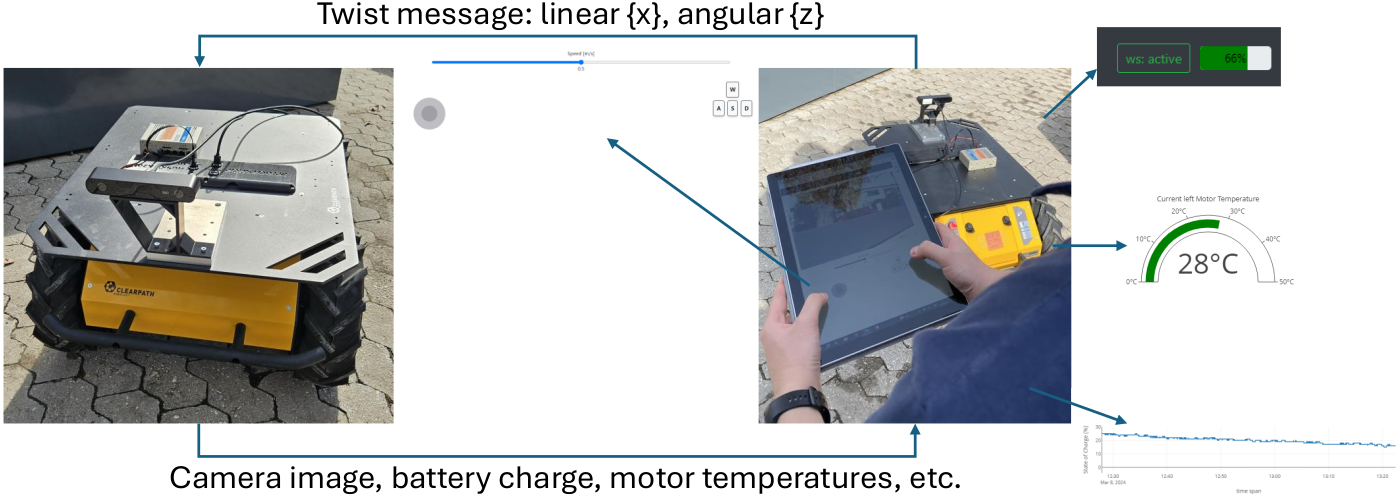 Twist message: linear {x}, angular {z}
Speed [m/s]
0.5
W
A S D
ws: active 66%
CLEARPATH
Current left Motor Temperature
20°C 30°C
10°C 40°C
28°C
0°C 50°C
State of Charge [%]
30
20
10
0
12:30 12:40 12:50 13:00 13:10 13:20
Mar 8, 2024
time span
Camera image, battery charge, motor temperatures, etc.